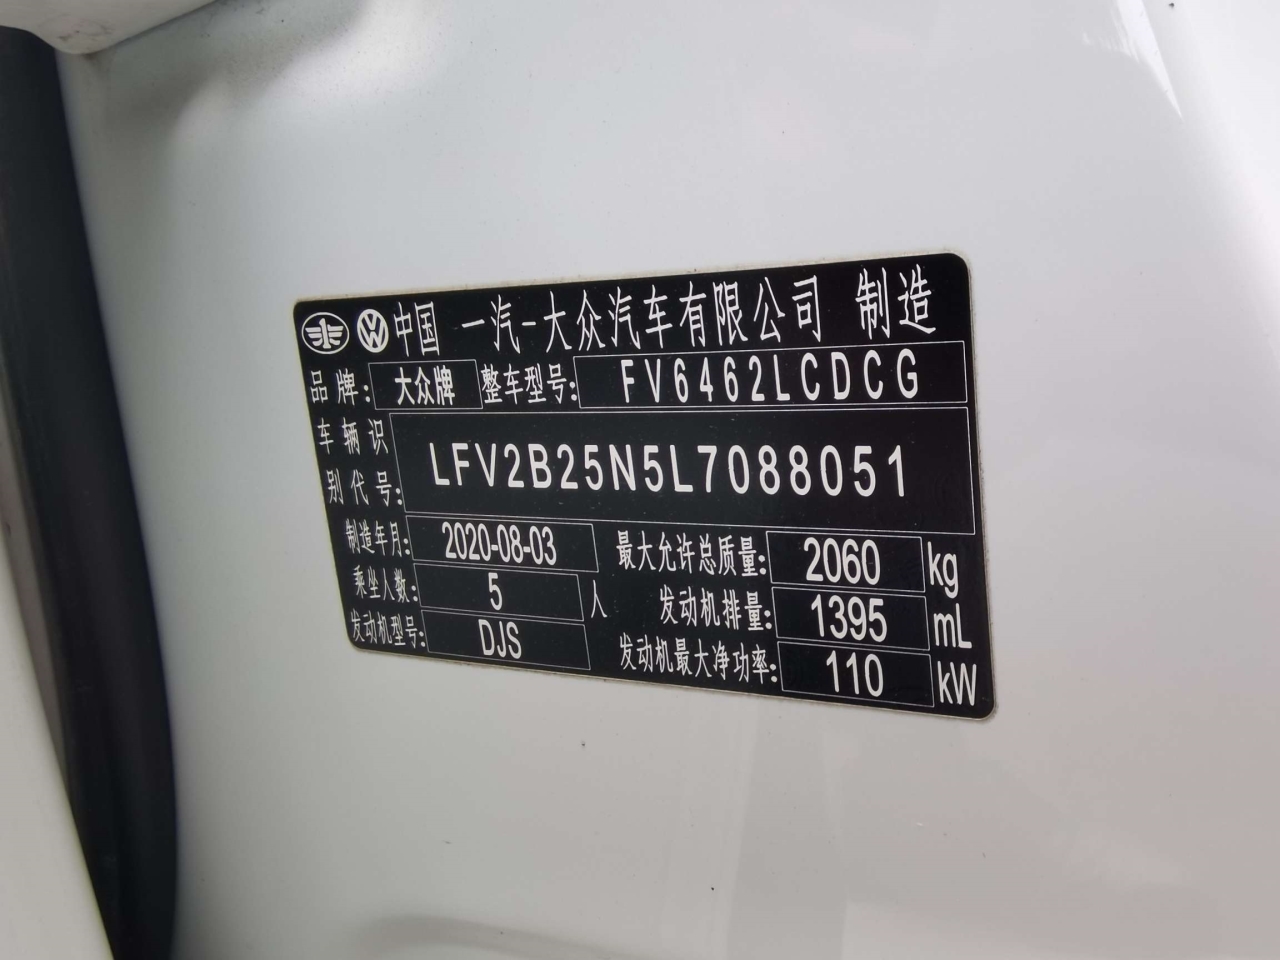 中国 一汽-大众汽车有限公司 制造
品牌: 大众牌 整车型号: FV6462LCDCG
车辆识别代号: LFV2B25N5L7088051
制造年月: 2020-08-03 最大允许总质量: 2060 kg
乘坐人数: 5 人 发动机排量: 1395 mL
发动机型号: DJS 发动机最大净功率: 110 kW